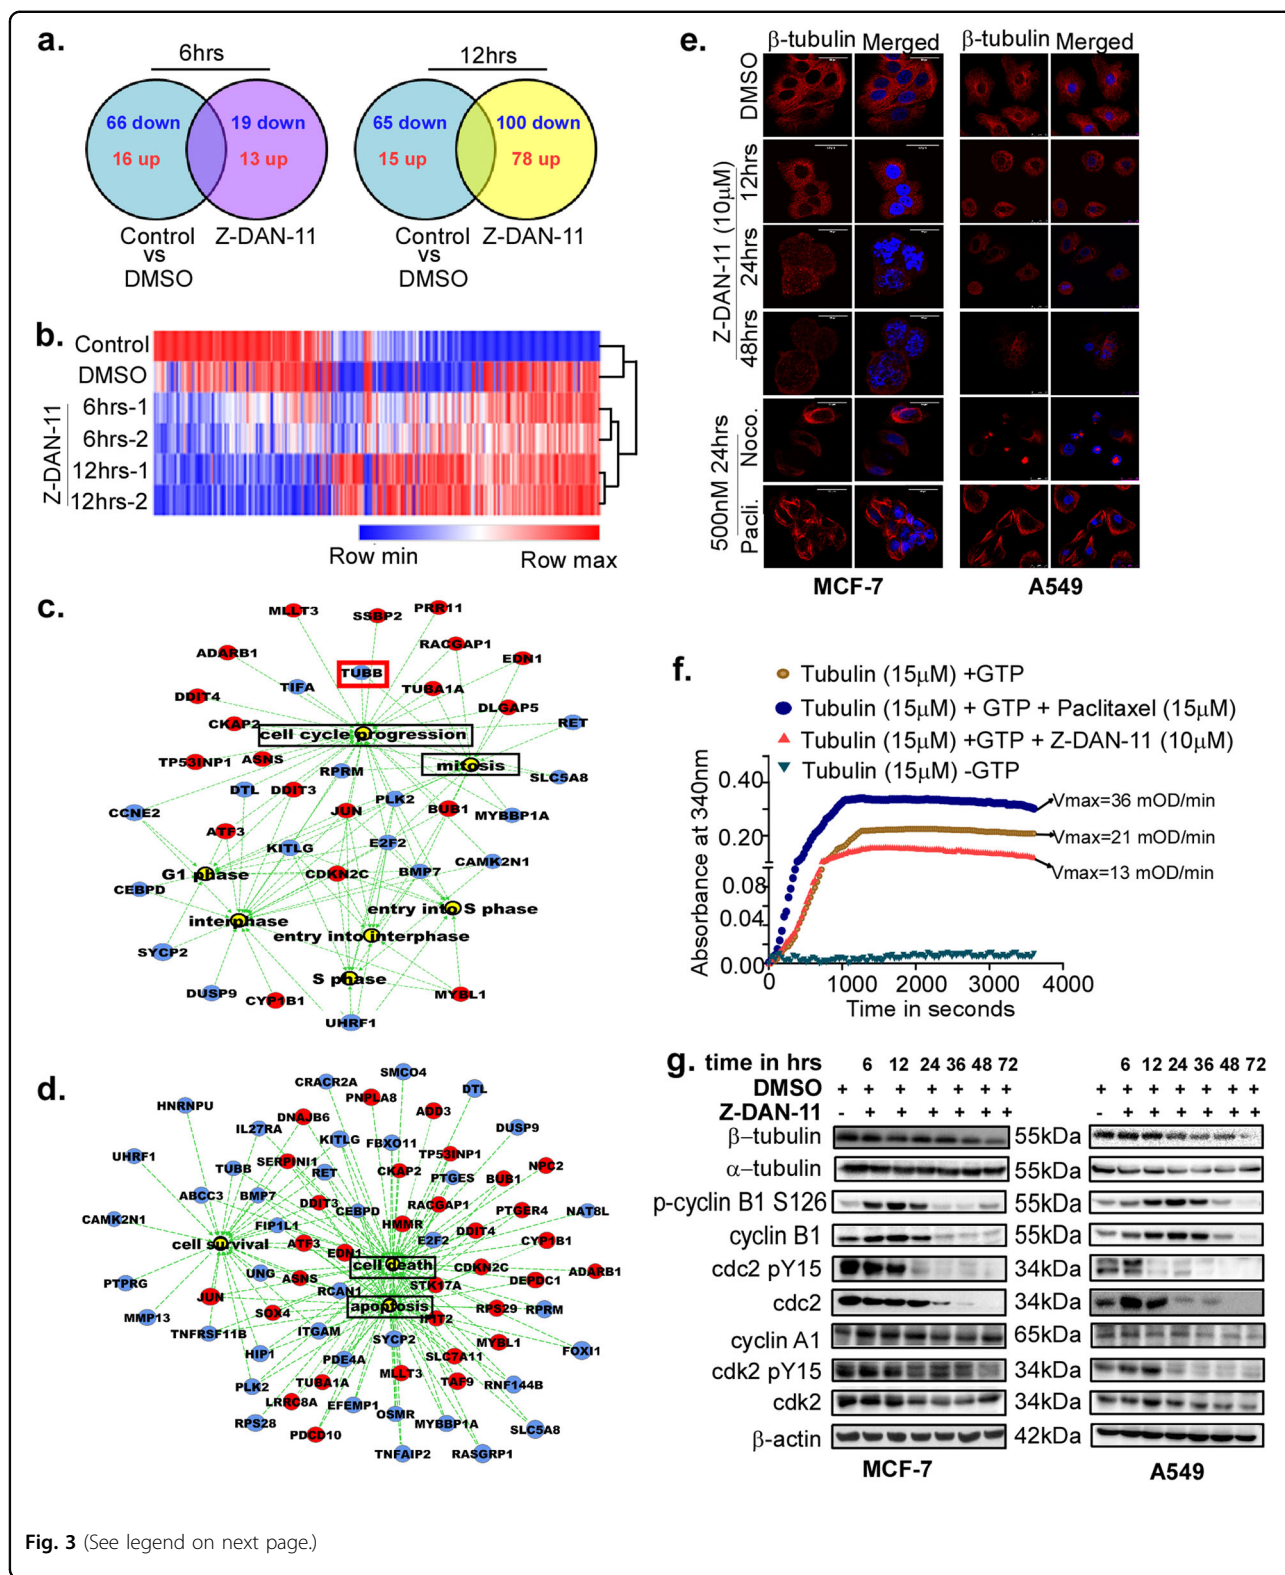 a.
6hrs
12hrs
66 down
19 down
16 up
13 up
65 down
100 down
15 up
78 up
Control
vs
DMSO
Z-DAN-11
Control
vs
DMSO
Z-DAN-11
b.
Control
DMSO
Z-DAN-11
6hrs-1
6hrs-2
12hrs-1
12hrs-2
Row min
Row max
c.
MLLT3
SSBP2
PRR11
ADARB1
RACGAP1
EDN1
TUBB
TIFA
TUBA1A
DDIT4
DLGAP5
CKAP2
RET
cell cycle progression
TP53INP1
ASNS
RPRM
mitosis
SLC5A8
DTL
DDIT3
PLK2
CCNE2
JUN
BUB1
MYBBP1A
ATF3
KITLG
E2F2
CAMK2N1
G1 phase
CDKN2C
BMP7
CEBPD
entry into S phase
interphase
entry into interphase
SYCP2
S phase
DUSP9
CYP1B1
MYBL1
UHRF1
d.
SMCO4
CRACR2A
DTL
PNPLA8
HNRNPU
DNAJB6
ADD3
IL27RA
KITLG
FBXO11
DUSP9
UHRF1
SERPINI1
TP53INP1
TUBB
RET
CKAP2
PTGES
BUB1
NPC2
ABCC3
BMP7
DDIT3
CEBPD
RACGAP1
PTGER4
CAMK2N1
FIP1L1
HMMR
NAT8L
cell survival
ATF3
EDN1
E2F2
DDIT4
CYP1B1
cell death
UNG
ASNS
RCAN1
CDKN2C
DEPDC1
ADARB1
PTPRG
JUN
STK17A
MMP13
SOX4
apoptosis
RPS29
RPRM
TNFRSF11B
ITGAM
IFIT2
SYCP2
MYBL1
FOXI1
HIP1
PDE4A
SLC7A11
PLK2
TUBA1A
MLLT3
TAF9
RNF144B
LRRC8A
EFEMP1
OSMR
RPS28
MYBBP1A
SLC5A8
PDCD10
TNFAIP2
RASGRP1
e.
β-tubulin
Merged
β-tubulin
Merged
DMSO
Z-DAN-11 (10μM)
12hrs
24hrs
48hrs
500nM 24hrs
Noco.
Pacli.
MCF-7
A549
f.
Tubulin (15μM) +GTP
Tubulin (15μM) + GTP + Paclitaxel (15μM)
Tubulin (15μM) +GTP + Z-DAN-11 (10μM)
Tubulin (15μM) -GTP
Absorbance at 340nm
0.40
0.20
0.08
0.04
0.00
Vmax=36 mOD/min
Vmax=21 mOD/min
Vmax=13 mOD/min
0 1000 2000 3000 4000
Time in seconds
g.
time in hrs 6 12 24 36 48 72 6 12 24 36 48 72
DMSO + + + + + + + + + + + + + +
Z-DAN-11 - + + + + + + - + + + + + +
β-tubulin 55kDa
α-tubulin 55kDa
p-cyclin B1 S126 55kDa
cyclin B1 55kDa
cdc2 pY15 34kDa
cdc2 34kDa
cyclin A1 65kDa
cdk2 pY15 34kDa
cdk2 34kDa
β-actin 42kDa
MCF-7
A549
Fig. 3 (See legend on next page.)